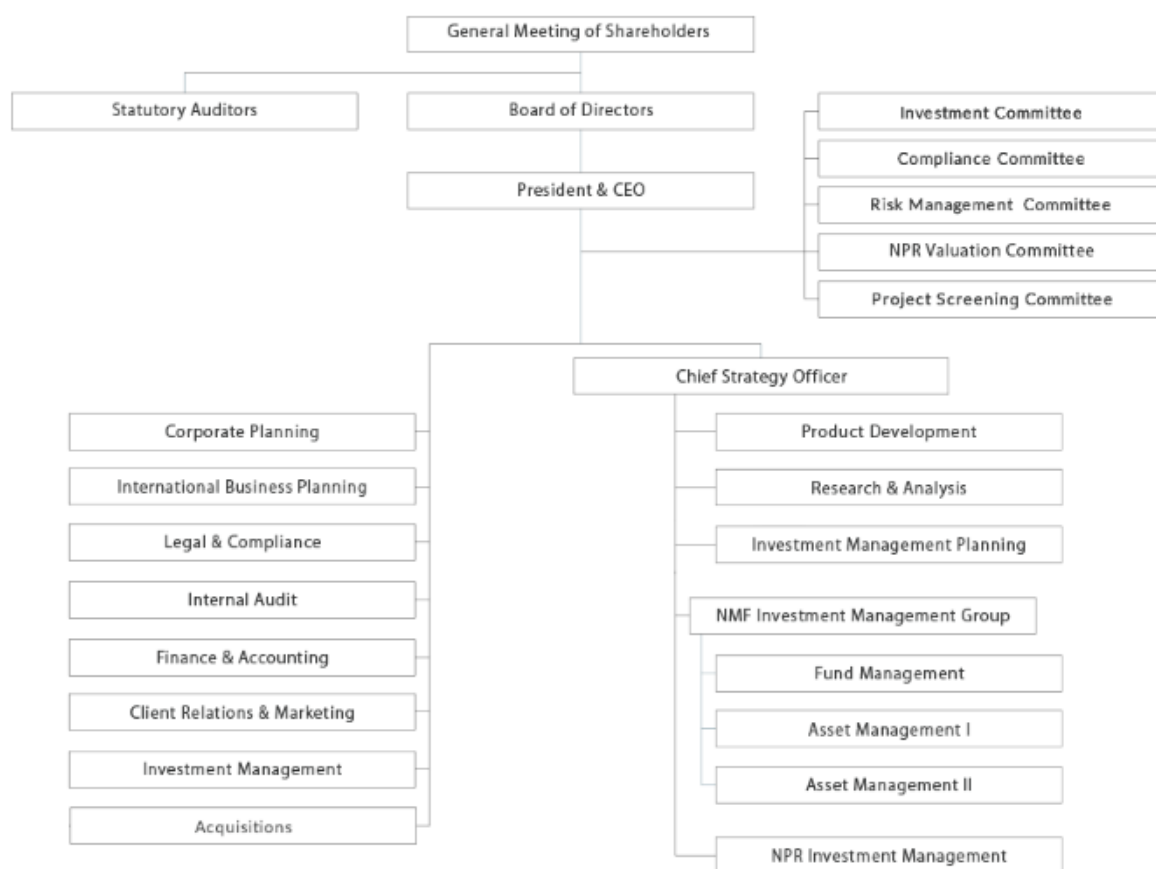 General Meeting of Shareholders
Statutory Auditors
Board of Directors
Investment Committee
Compliance Committee
President & CEO
Risk Management Committee
NPR Valuation Committee
Project Screening Committee
Chief Strategy Officer
Corporate Planning
International Business Planning
Legal & Compliance
Internal Audit
Finance & Accounting
Client Relations & Marketing
Investment Management
Acquisitions
Product Development
Research & Analysis
Investment Management Planning
NMF Investment Management Group
Fund Management
Asset Management I
Asset Management II
NPR Investment Management